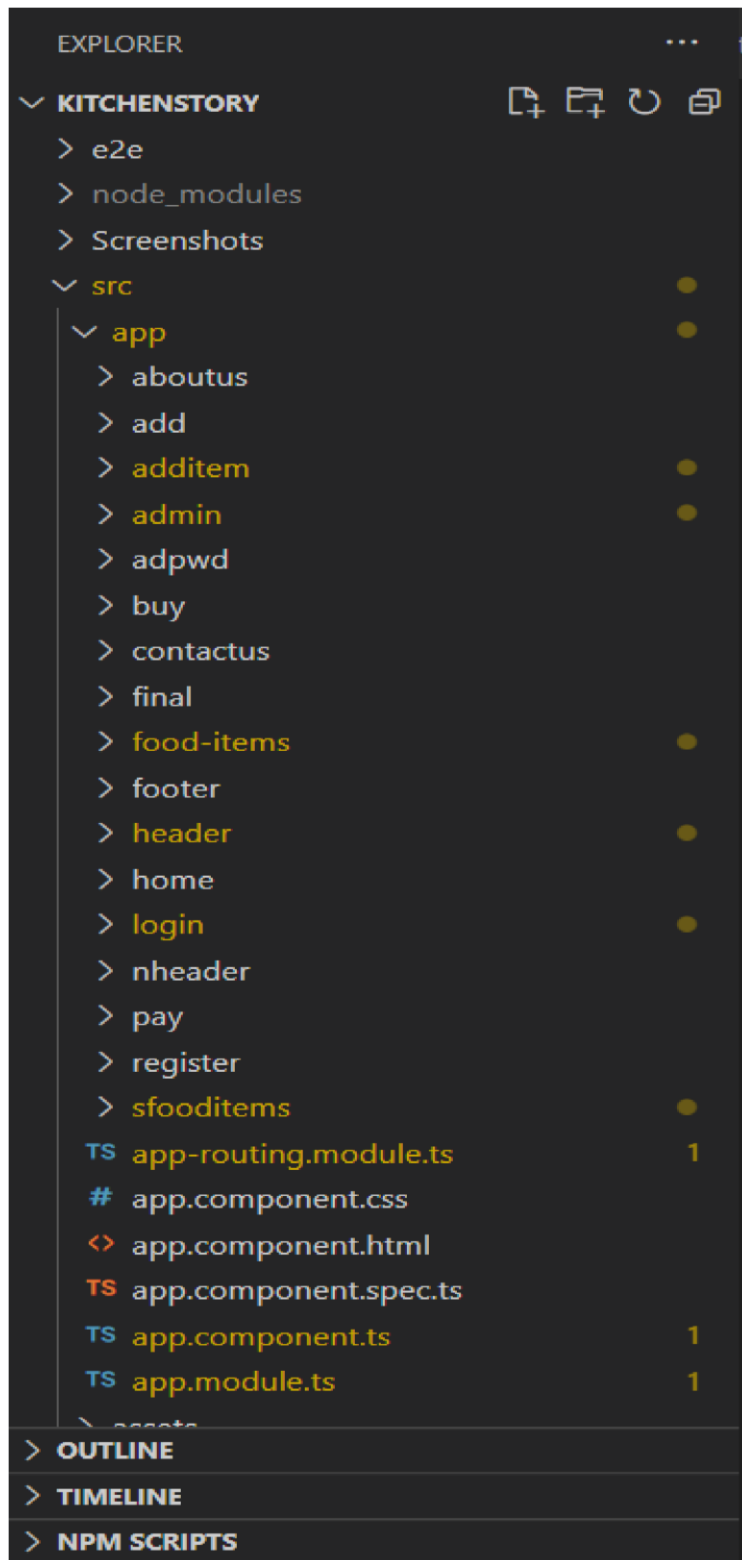 EXPLORER
KITCHENSTORY
e2e
node_modules
Screenshots
src
app
aboutus
add
additem
admin
adpwd
buy
contactus
final
food-items
footer
header
home
login
nheader
pay
register
sfooditems
TS app-routing.module.ts 1
# app.component.css
<> app.component.html
TS app.component.spec.ts
TS app.component.ts 1
TS app.module.ts 1
assets
OUTLINE
TIMELINE
NPM SCRIPTS